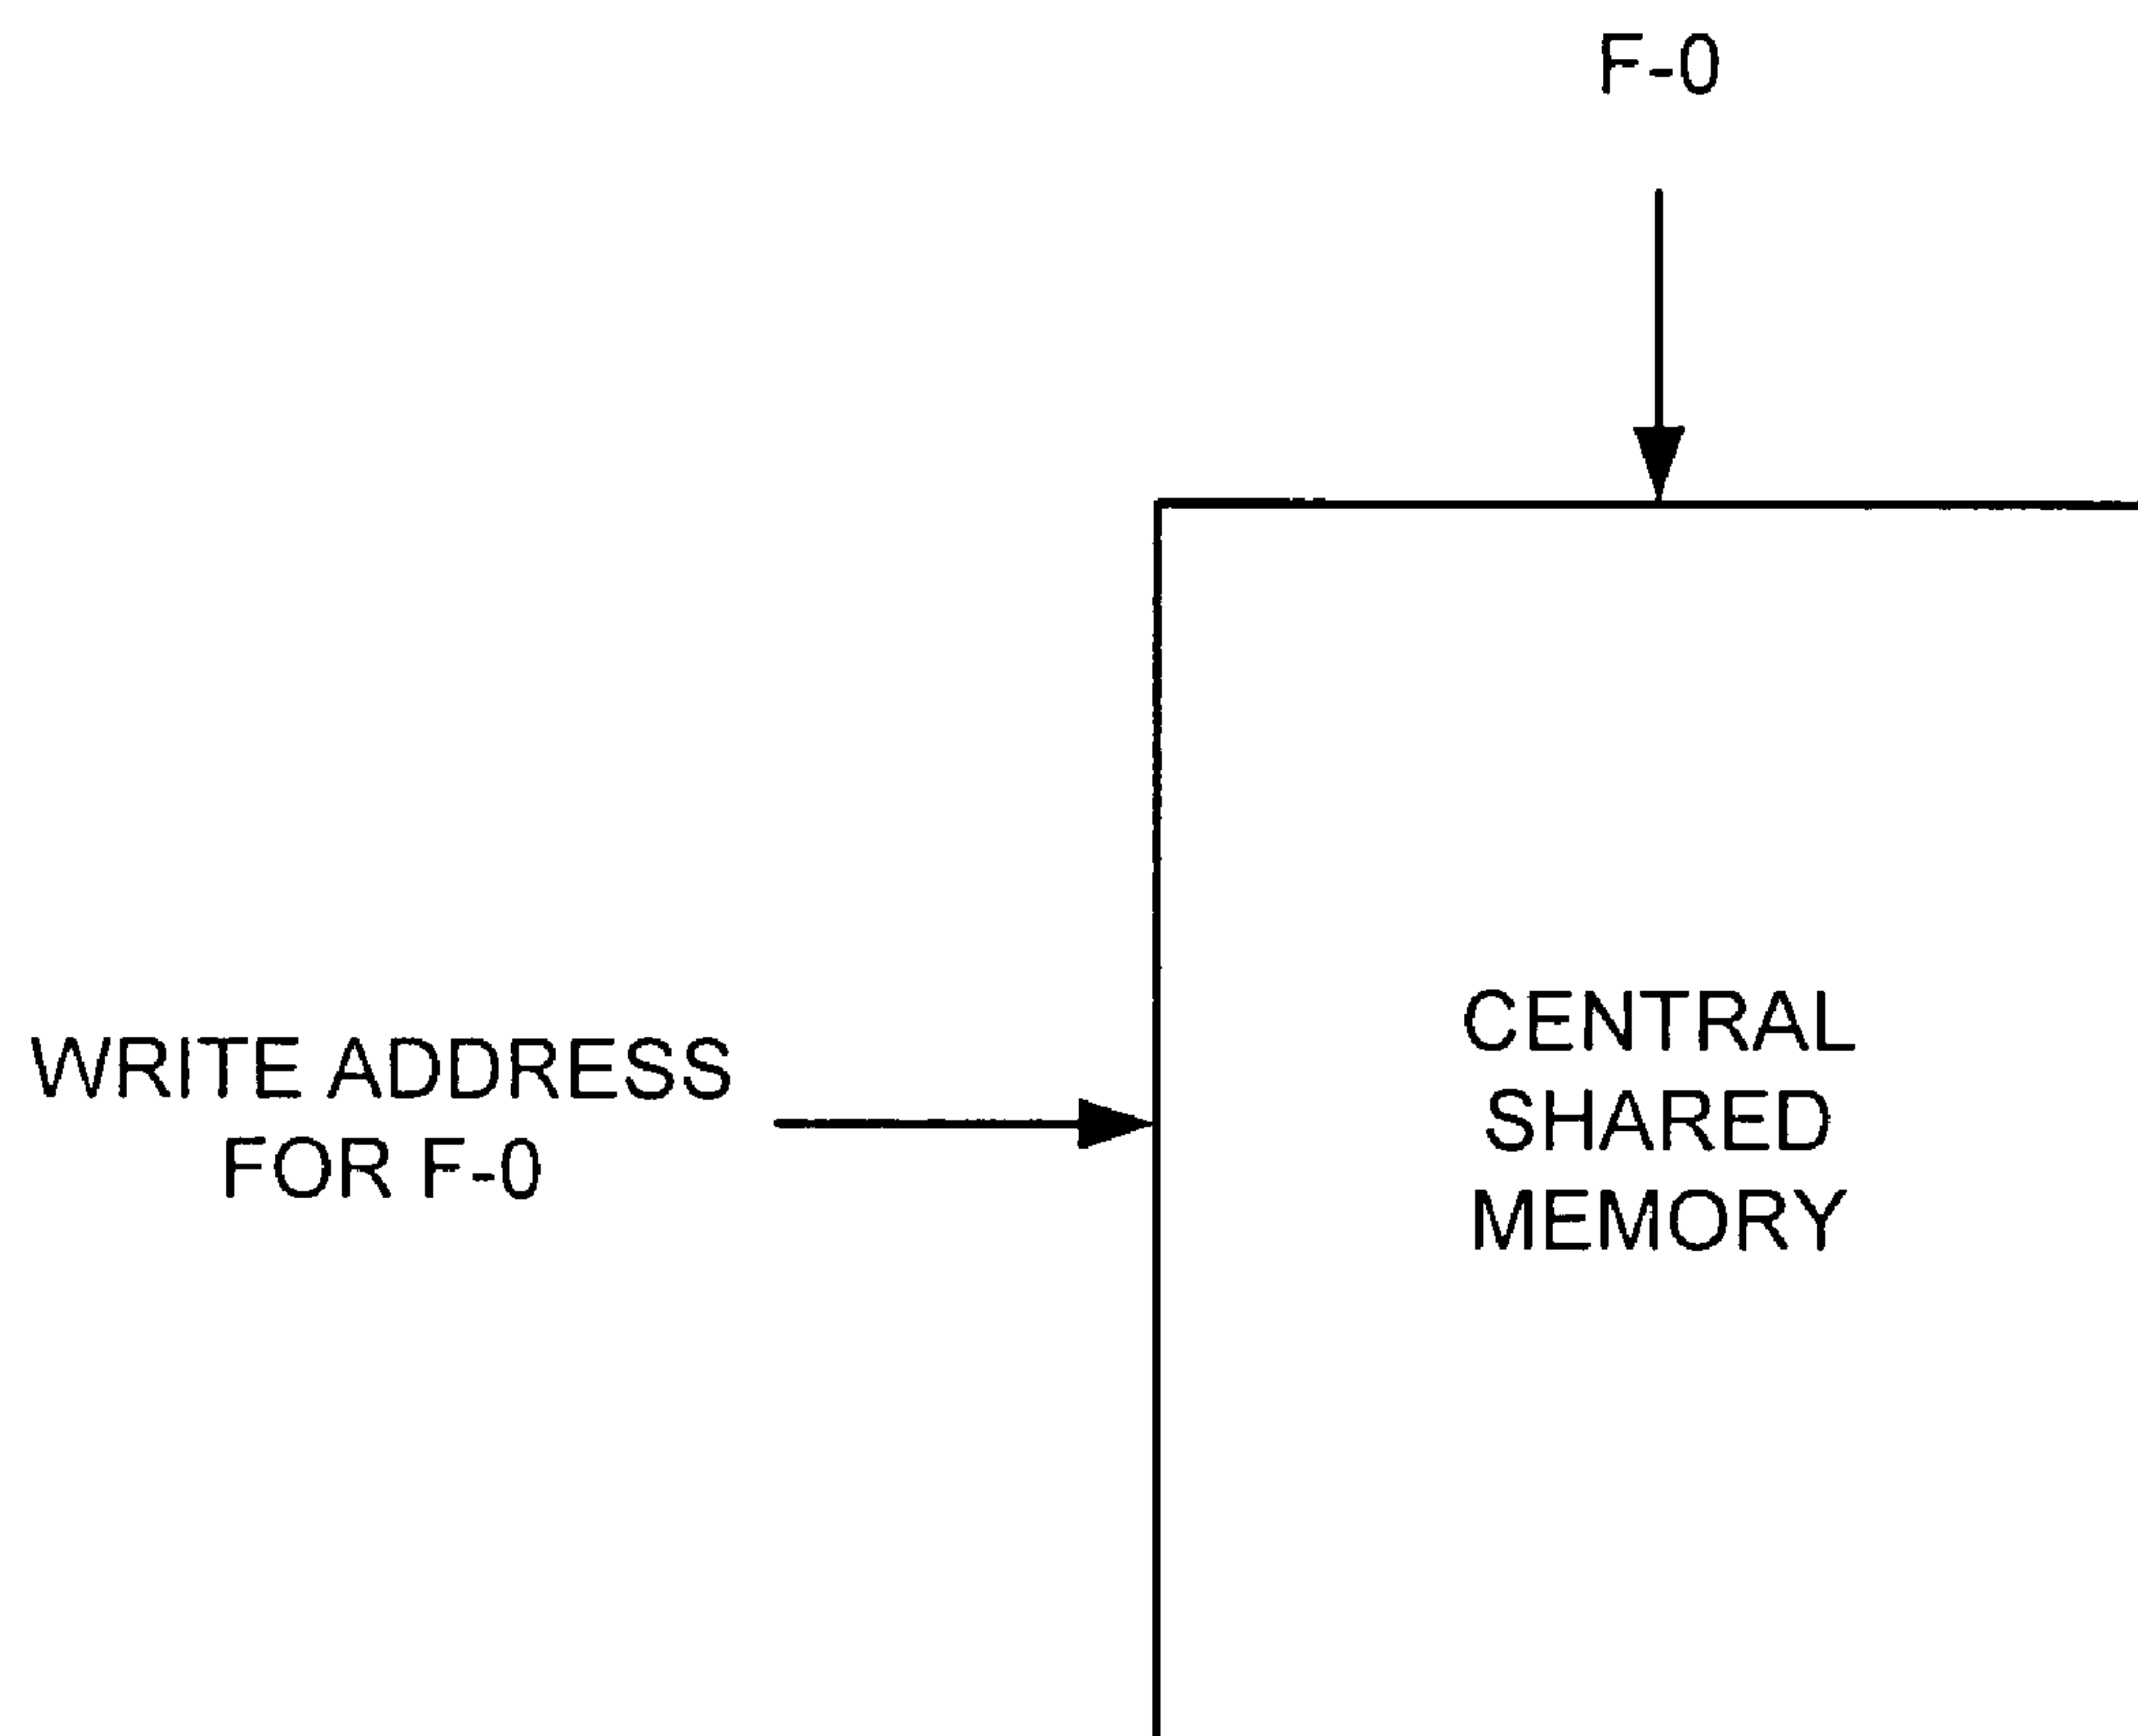 F-0
WRITE ADDRESS
FOR F-0
CENTRAL
SHARED
MEMORY